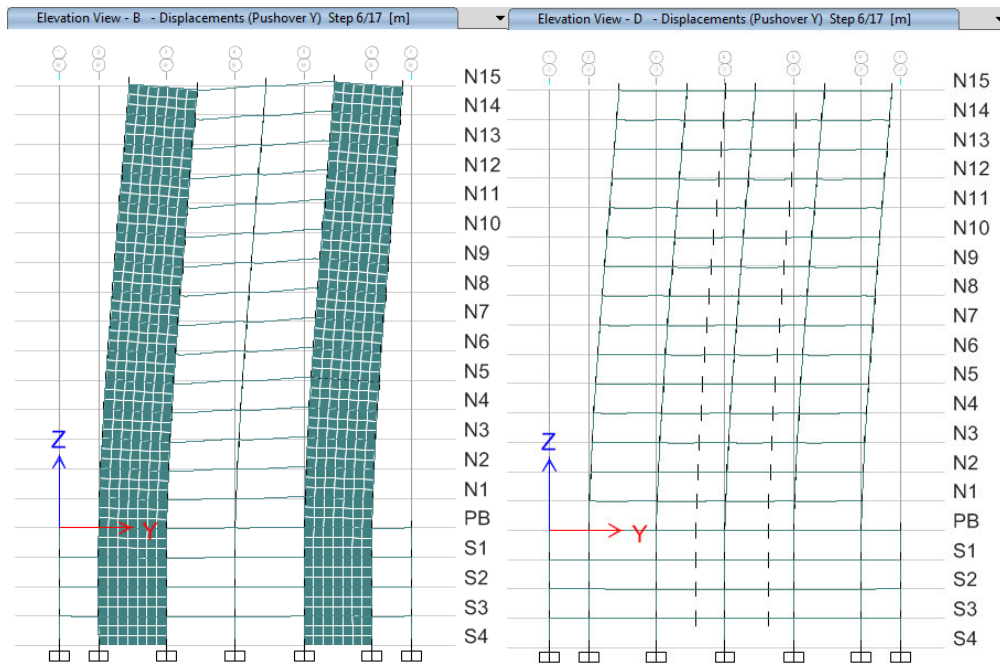 Elevation View - B - Displacements (Pushover Y) Step 6/17 [m]
N15
N14
N13
N12
N11
N10
N9
N8
N7
N6
N5
N4
N3
N2
N1
PB
S1
S2
S3
S4
Z
Y
Elevation View - D - Displacements (Pushover Y) Step 6/17 [m]
N15
N14
N13
N12
N11
N10
N9
N8
N7
N6
N5
N4
N3
N2
N1
PB
S1
S2
S3
S4
Z
Y